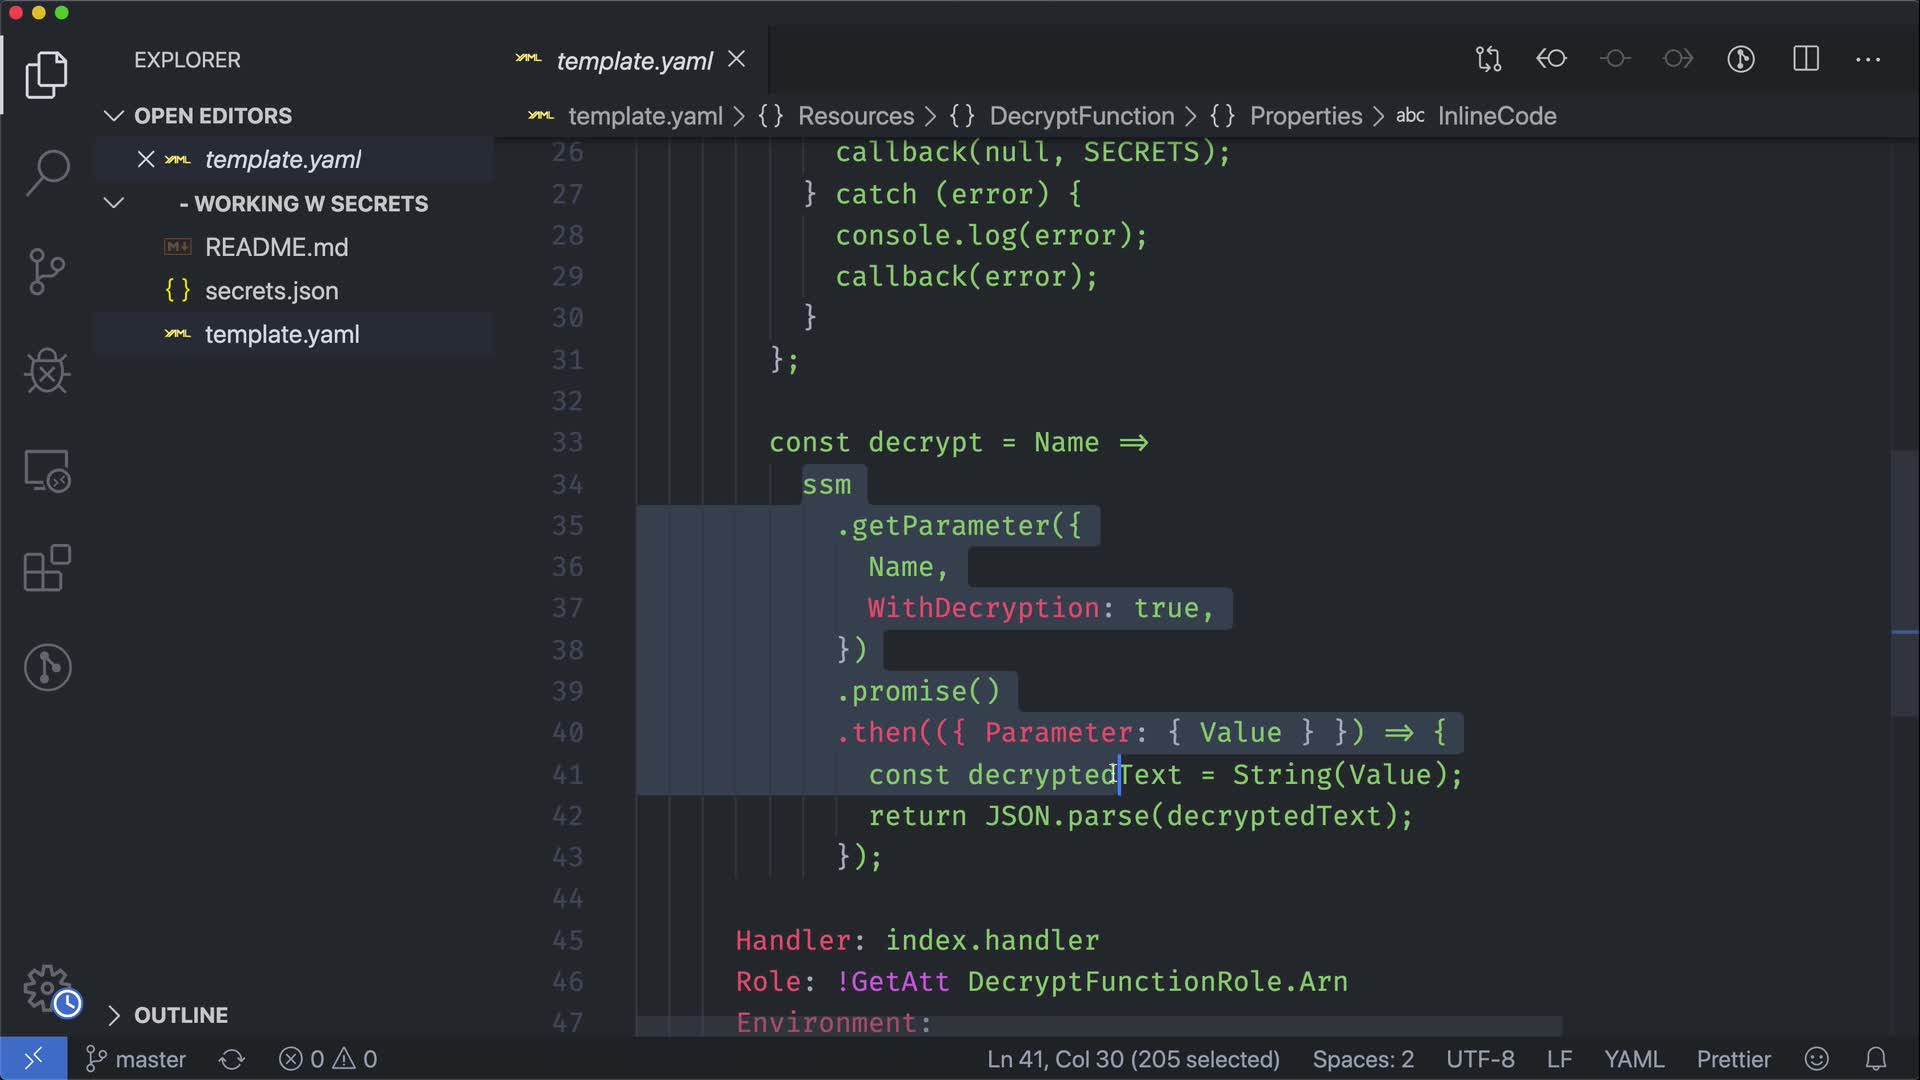 EXPLORER
OPEN EDITORS
template.yaml
- WORKING W SECRETS
README.md
secrets.json
template.yaml
OUTLINE
template.yaml
template.yaml > {} Resources > {} DecryptFunction > {} Properties > abc InlineCode
26 callback(null, SECRETS);
27 } catch (error) {
28 console.log(error);
29 callback(error);
30 }
31 };
32
33 const decrypt = Name =>
34 ssm
35 .getParameter({
36 Name,
37 WithDecryption: true,
38 })
39 .promise()
40 .then(({ Parameter: { Value } }) => {
41 const decryptedText = String(Value);
42 return JSON.parse(decryptedText);
43 });
44
45 Handler: index.handler
46 Role: !GetAtt DecryptFunctionRole.Arn
47 Environment:
master 0 0 Ln 41, Col 30 (205 selected) Spaces: 2 UTF-8 LF YAML Prettier